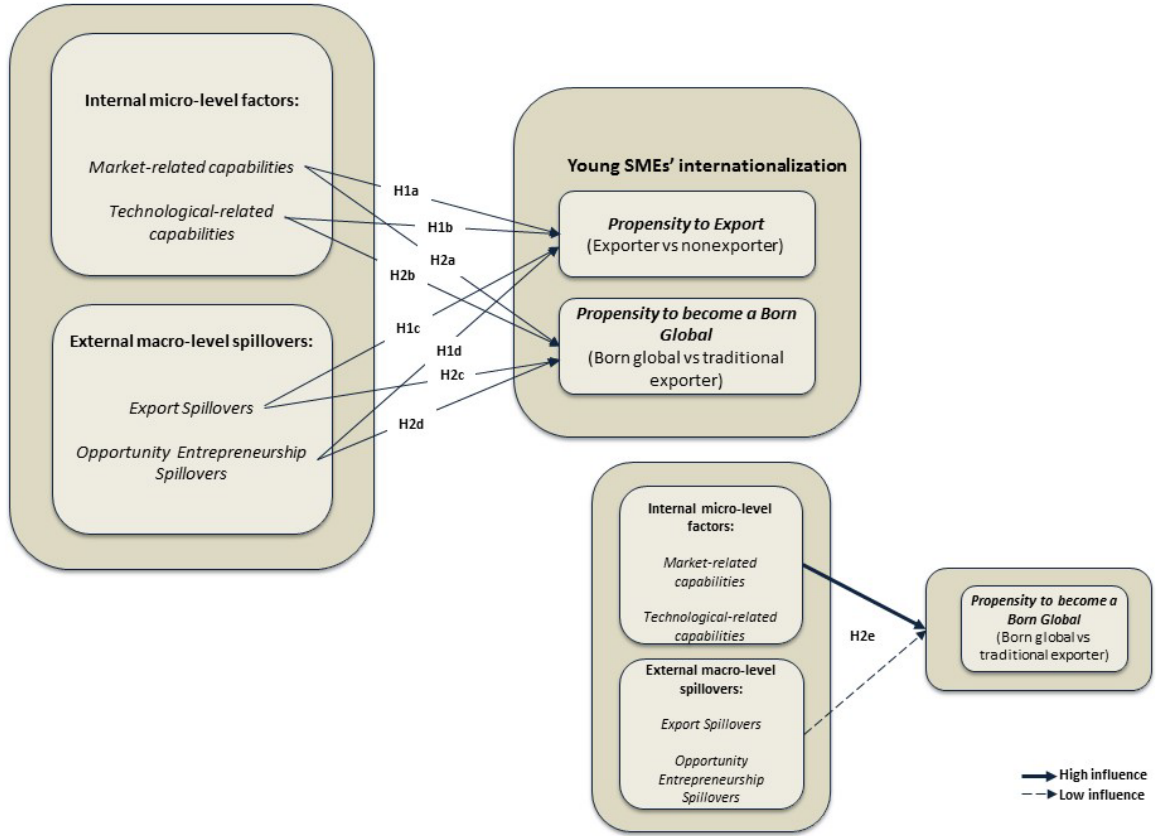 Internal micro-level factors:
Market-related capabilities
Technological-related
capabilities
External macro-level spillovers:
Export Spillovers
Opportunity Entrepreneurship
Spillovers
H1a
H1b
H2a
H2b
H1c
H1d
H2c
H2d
Young SMEs' internationalization
Propensity to Export
(Exporter vs nonexporter)
Propensity to become a Born
Global
(Born global vs traditional
exporter)
Internal micro-level
factors:
Market-related
capabilities
Technological-related
capabilities
External macro-level
spillovers:
Export Spillovers
Opportunity
Entrepreneurship
Spillovers
H2e
Propensity to become a
Born Global
(Born global vs
traditional exporter)
High influence
Low influence